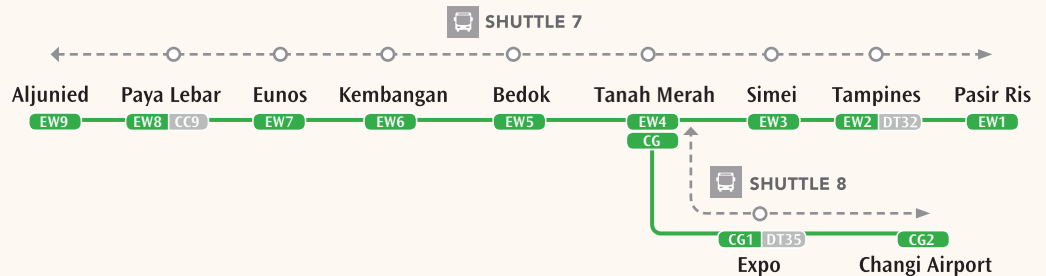 SHUTTLE 7
Aljunied Paya Lebar Eunos Kembangan Bedok Tanah Merah Simei Tampines Pasir Ris
EW9 EW8 CC9 EW7 EW6 EW5 EW4 EW3 EW2 DT32 EW1
CG
SHUTTLE 8
CG1 DT35 CG2
Expo Changi Airport